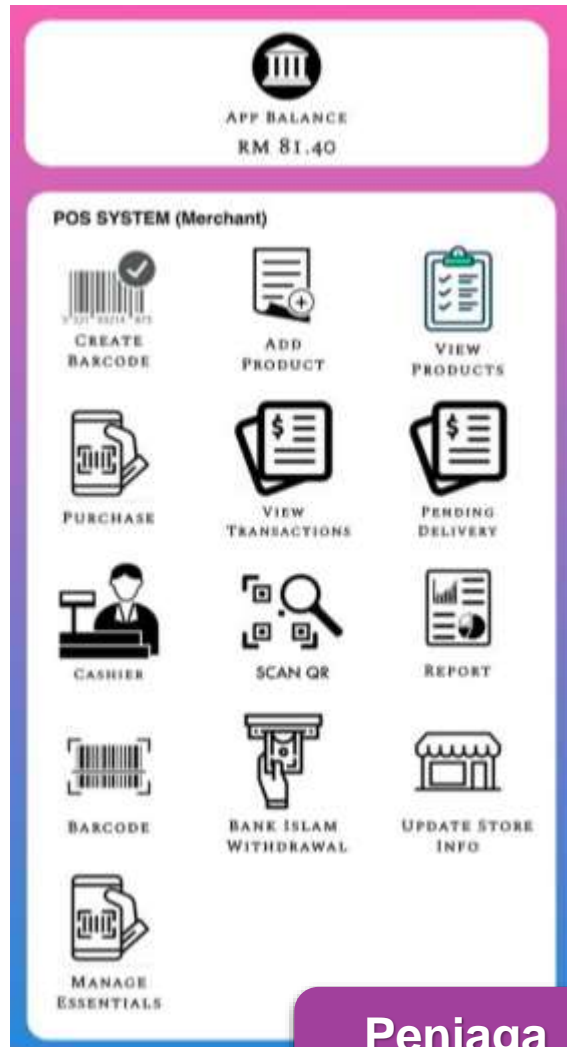 APP BALANCE
RM 81.40
POS SYSTEM (Merchant)
CREATE
BARCODE
ADD
PRODUCT
VIEW
PRODUCTS
PURCHASE
VIEW
TRANSACTIONS
PENDING
DELIVERY
CASHIER
SCAN QR
REPORT
BARCODE
BANK ISLAM
WITHDRAWAL
UPDATE STORE
INFO
MANAGE
ESSENTIALS
Penjaga